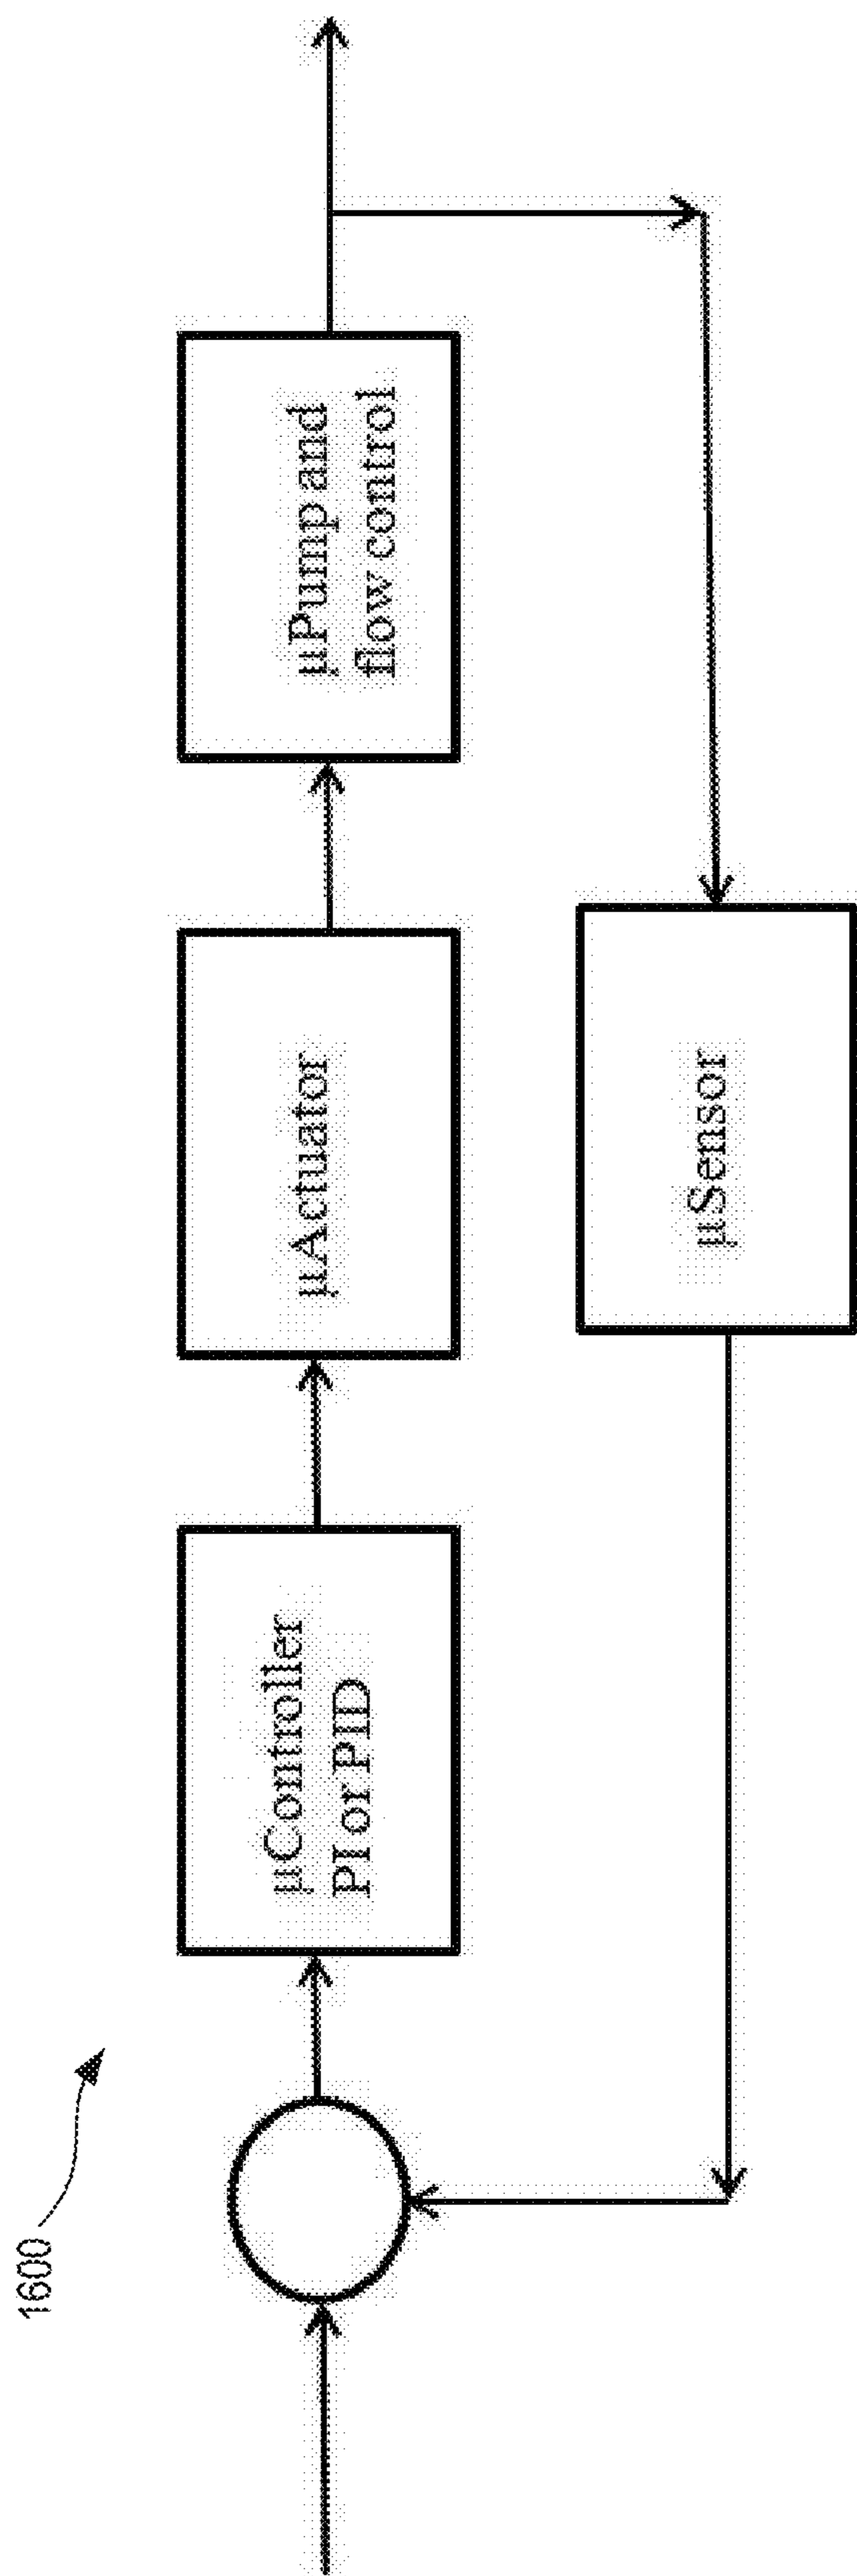 1600
μController
PI or PID
μActuator
μPump and
flow control
μSensor